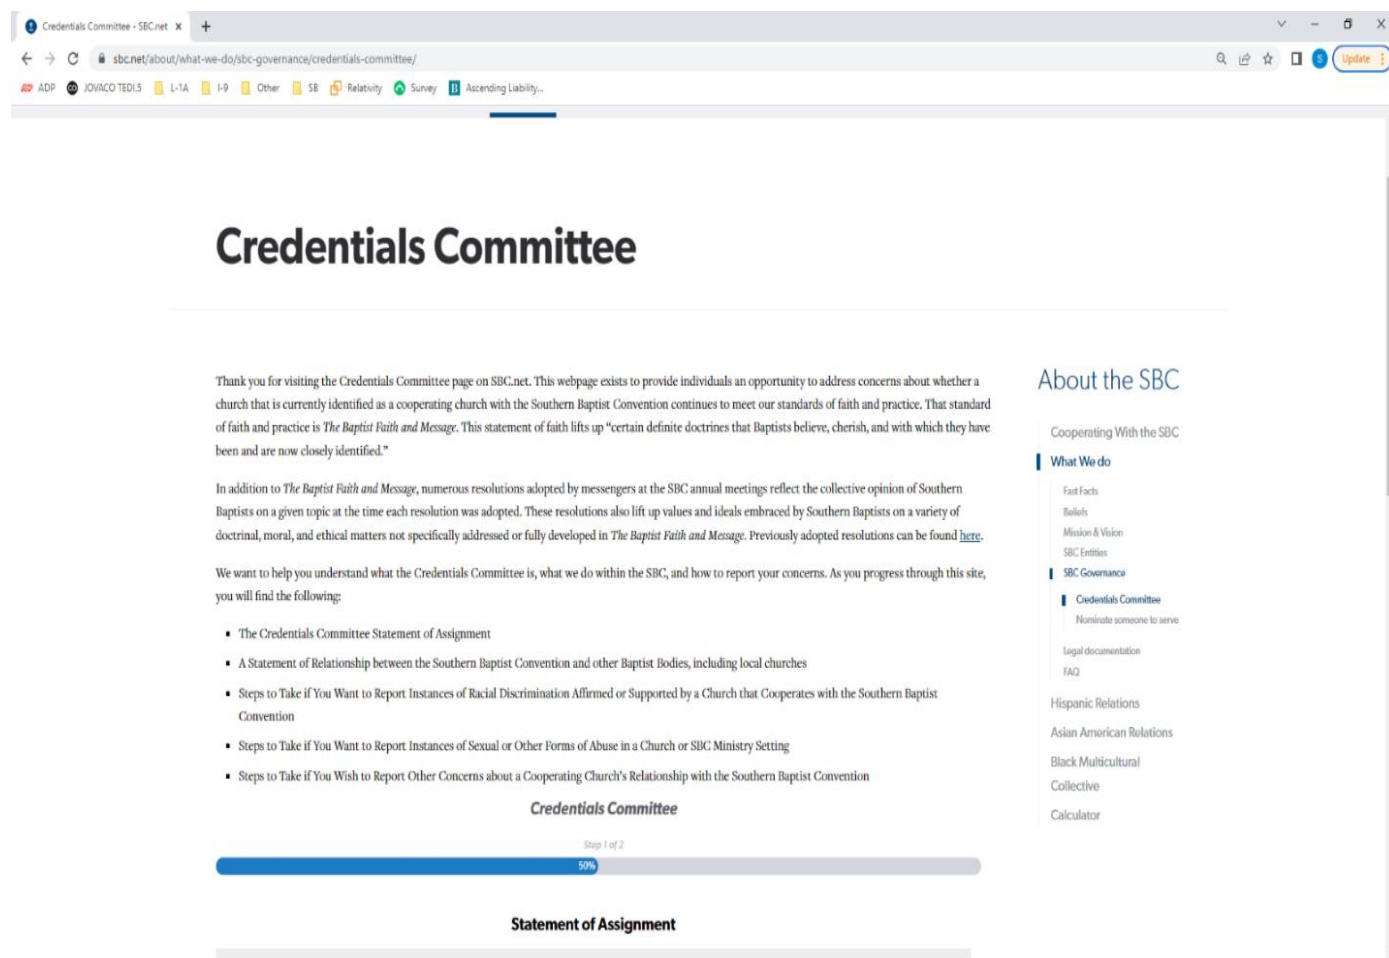 Credentials Committee - SBC.net
sbc.net/about/what-we-do/sbc-governance/credentials-committee/
Update
ADP ADP JOVACO TEDI.5 L-1A I-9 Other SB Relativity Survey B Ascending Liability...
Credentials Committee
Thank you for visiting the Credentials Committee page on SBC.net. This webpage exists to provide individuals an opportunity to address concerns about whether a
church that is currently identified as a cooperating church with the Southern Baptist Convention continues to meet our standards of faith and practice. That standard
of faith and practice is The Baptist Faith and Message. This statement of faith lifts up “certain definite doctrines that Baptists believe, cherish, and with which they have
been and are now closely identified.”
In addition to The Baptist Faith and Message, numerous resolutions adopted by messengers at the SBC annual meetings reflect the collective opinion of Southern
Baptists on a given topic at the time each resolution was adopted. These resolutions also lift up values and ideals embraced by Southern Baptists on a variety of
doctrinal, moral, and ethical matters not specifically addressed or fully developed in The Baptist Faith and Message. Previously adopted resolutions can be found here.
We want to help you understand what the Credentials Committee is, what we do within the SBC, and how to report your concerns. As you progress through this site,
you will find the following:
▪ The Credentials Committee Statement of Assignment
▪ A Statement of Relationship between the Southern Baptist Convention and other Baptist Bodies, including local churches
▪ Steps to Take if You Want to Report Instances of Racial Discrimination Affirmed or Supported by a Church that Cooperates with the Southern Baptist
Convention
▪ Steps to Take if You Want to Report Instances of Sexual or Other Forms of Abuse in a Church or SBC Ministry Setting
▪ Steps to Take if You Wish to Report Other Concerns about a Cooperating Church's Relationship with the Southern Baptist Convention
Credentials Committee
Step 1 of 2
50%
Statement of Assignment
About the SBC
Cooperating With the SBC
What We do
Fast Facts
Beliefs
Mission & Vision
SBC Entities
SBC Governance
Credentials Committee
Nominate someone to serve
Legal documentation
FAQ
Hispanic Relations
Asian American Relations
Black Multicultural
Collective
Calculator